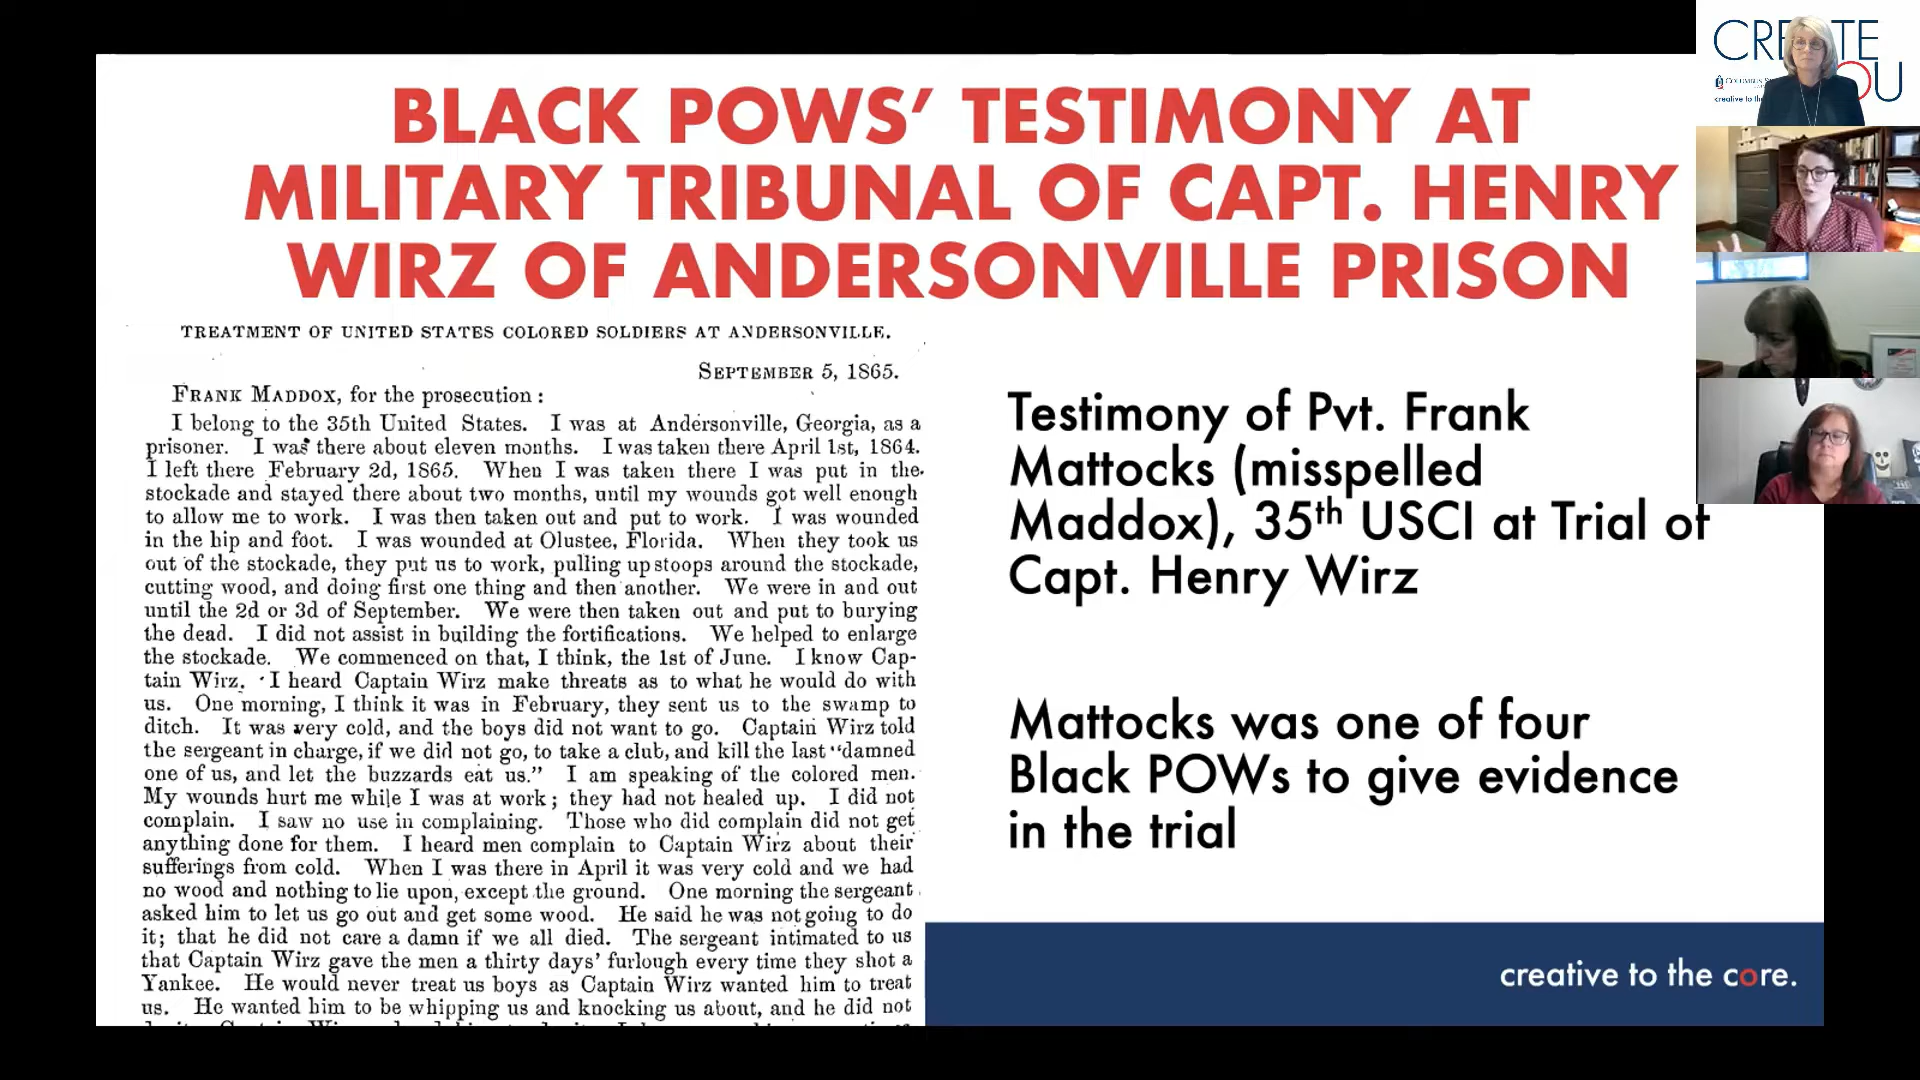 BLACK POWS’ TESTIMONY AT
MILITARY TRIBUNAL OF CAPT. HENRY
WIRZ OF ANDERSONVILLE PRISON
TREATMENT OF UNITED STATES COLORED SOLDIERS AT ANDERSONVILLE.
SEPTEMBER 5, 1865.
FRANK MADDOX, for the prosecution:
I belong to the 35th United States. I was at Andersonville, Georgia, as a
prisoner. I was there about eleven months. I was taken there April 1st, 1864.
I left there February 2d, 1865. When I was taken there I was put in the
stockade and stayed there about two months, until my wounds got well enough
to allow me to work. I was then taken out and put to work. I was wounded
in the hip and foot. I was wounded at Olustee, Florida. When they took us
out of the stockade, they put us to work, pulling up stoops around the stockade,
cutting wood, and doing first one thing and then another. We were in and out
until the 2d or 3d of September. We were then taken out and put to burying
the dead. I did not assist in building the fortifications. We helped to enlarge
the stockade. We commenced on that, I think, the 1st of June. I know Cap-
tain Wirz. I heard Captain Wirz make threats as to what he would do with
us. One morning, I think it was in February, they sent us to the swamp to
ditch. It was very cold, and the boys did not want to go. Captain Wirz told
the sergeant in charge, if we did not go, to take a club, and kill the last “damned
one of us, and let the buzzards eat us.” I am speaking of the colored men.
My wounds hurt me while I was at work; they had not healed up. I did not
complain. I saw no use in complaining. Those who did complain did not get
anything done for them. I heard men complain to Captain Wirz about their
sufferings from cold. When I was there in April it was very cold and we had
no wood and nothing to lie upon, except the ground. One morning the sergeant
asked him to let us go out and get some wood. He said he was not going to do
it; that he did not care a damn if we all died. The sergeant intimated to us
that Captain Wirz gave the men a thirty days’ furlough every time they shot a
Yankee. He would never treat us boys as Captain Wirz wanted him to treat
us. He wanted him to be whipping us and knocking us about, and he did not
Testimony of Pvt. Frank
Mattocks (misspelled
Maddox), 35th USCI at Trial of
Capt. Henry Wirz
Mattocks was one of four
Black POWs to give evidence
in the trial
creative to the core.